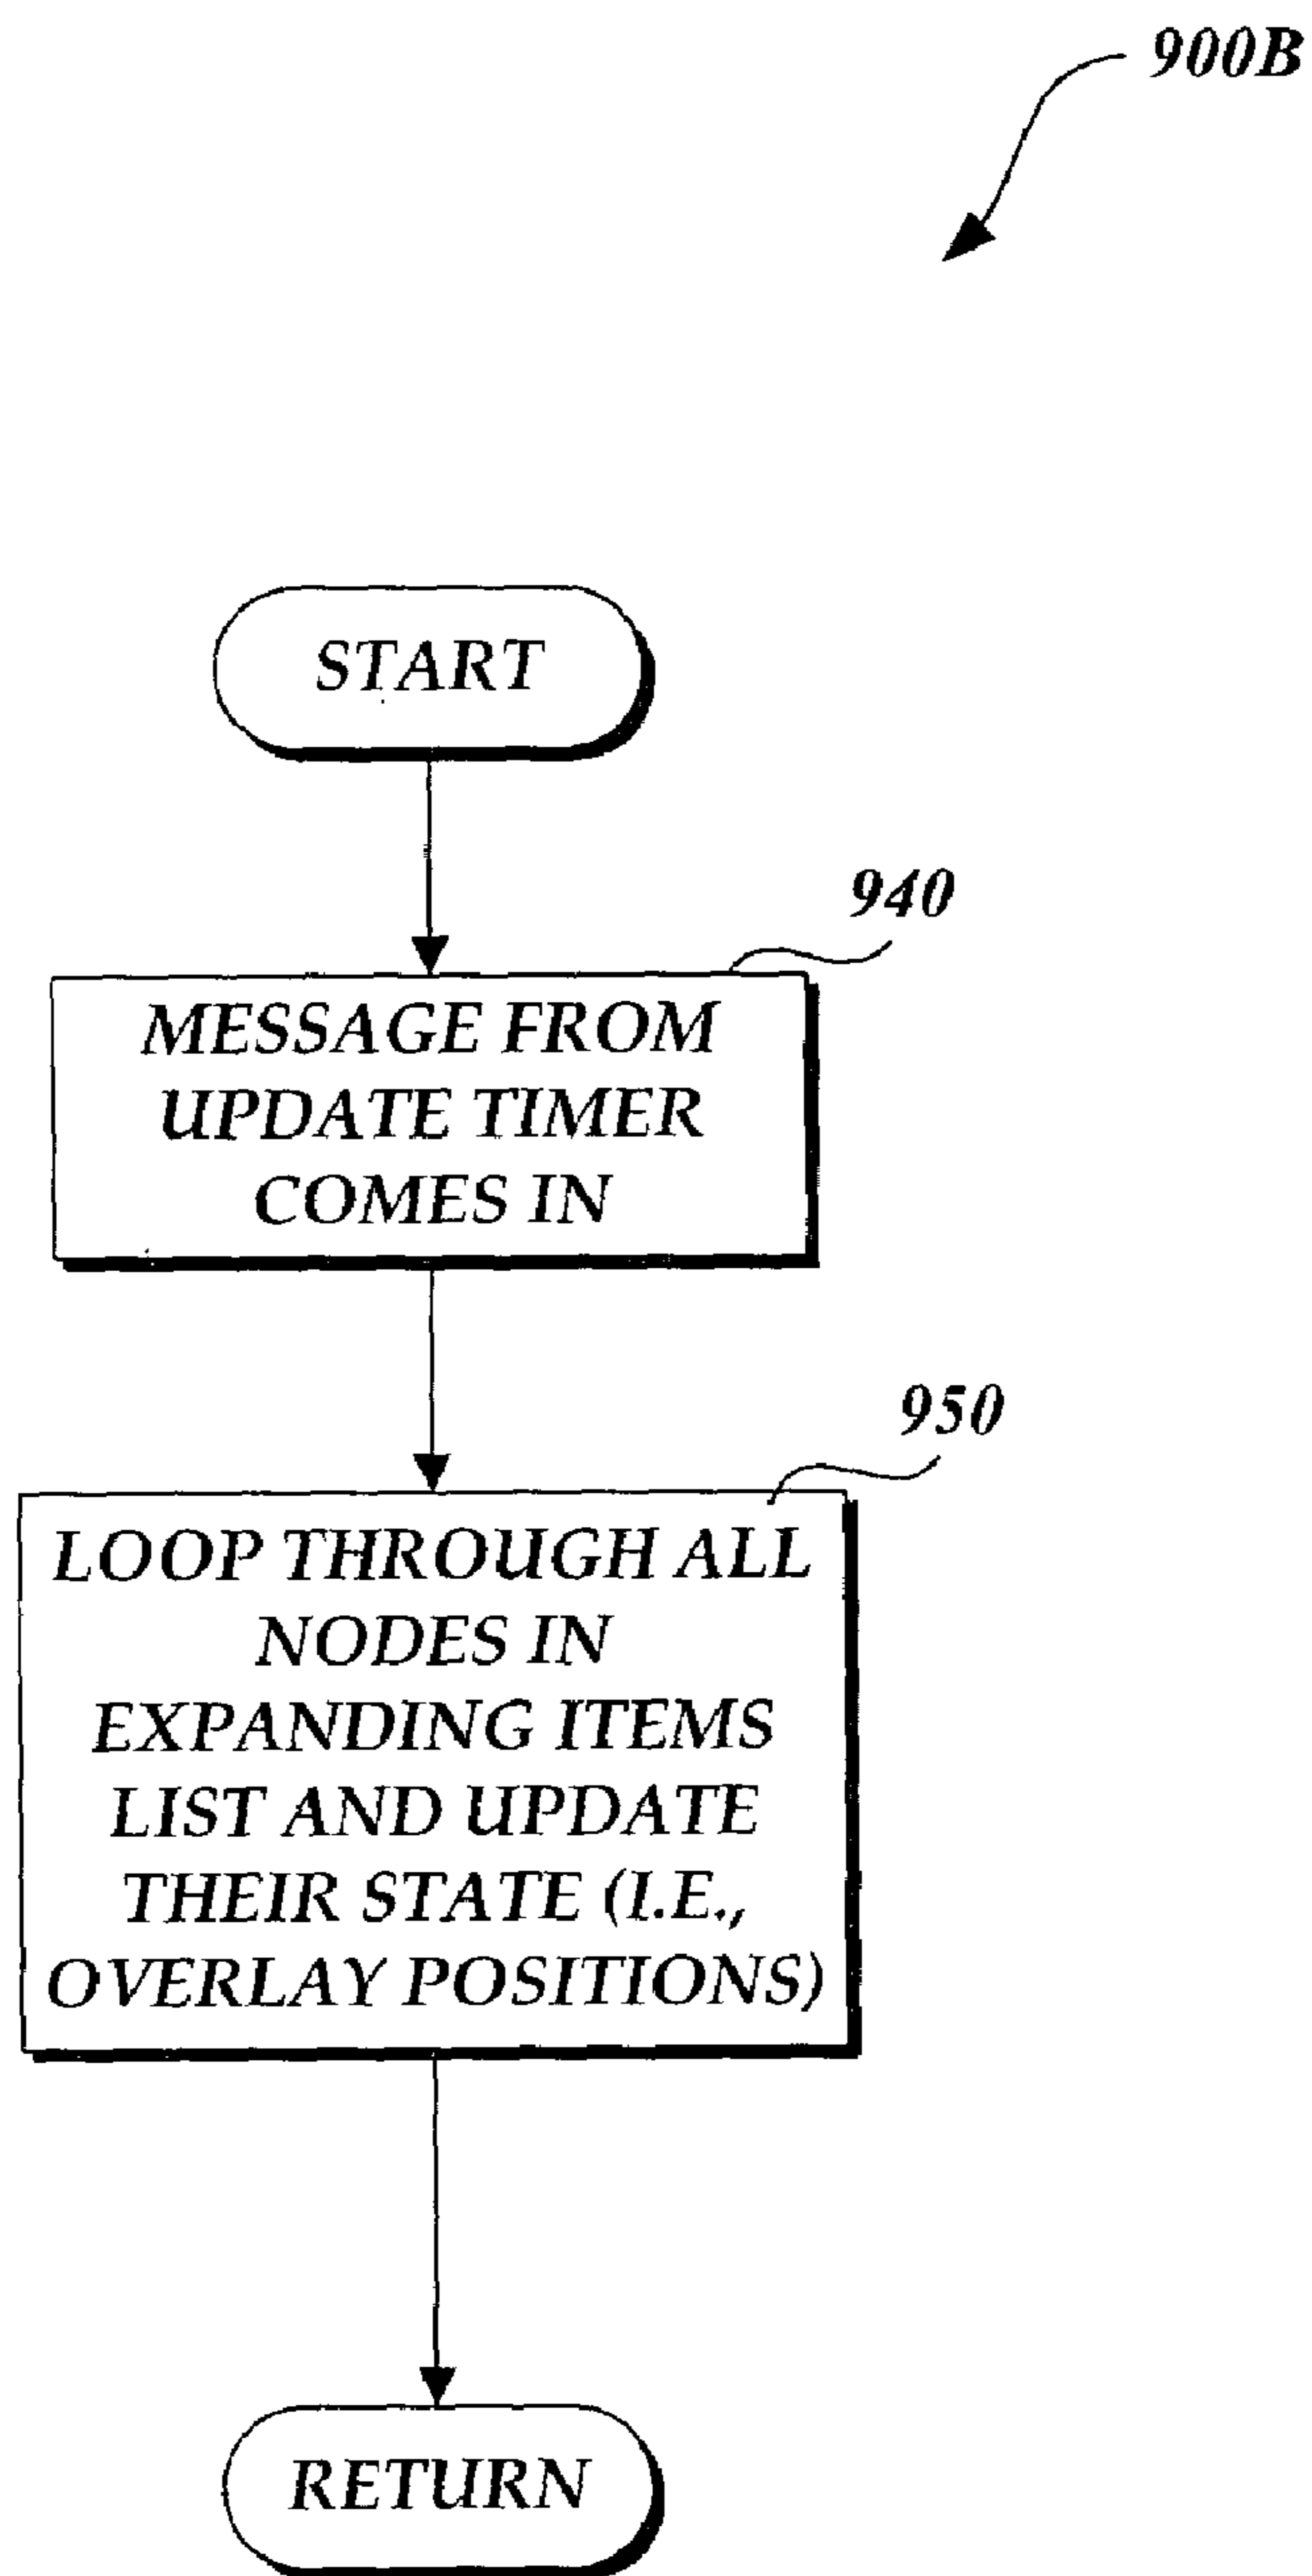 900B
START
940
MESSAGE FROM
UPDATE TIMER
COMES IN
950
LOOP THROUGH ALL
NODES IN
EXPANDING ITEMS
LIST AND UPDATE
THEIR STATE (I.E.,
OVERLAY POSITIONS)
RETURN